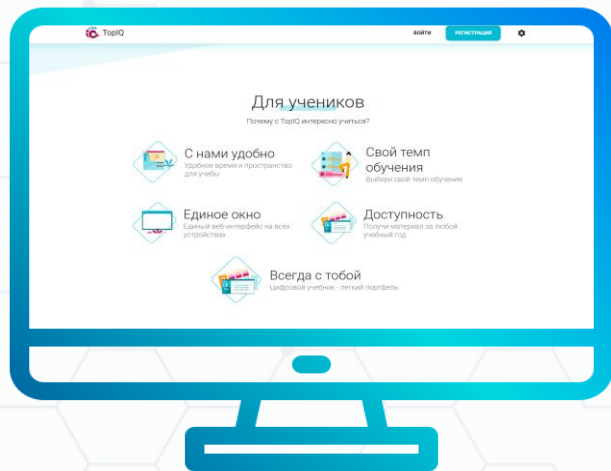 TopIQ
ВОЙТИ
РЕГИСТРАЦИЯ
Для учеников
Почему с TopIQ интересно учиться?
С нами удобно
Удобное время и пространство
для учебы
Свой темп
обучения
Выбери свой темп обучения
Единое окно
Единый веб-интерфейс на всех
устройствах
Доступность
Получи материал за любой
учебный год
Всегда с тобой
Цифровой учебник - легкий портфель